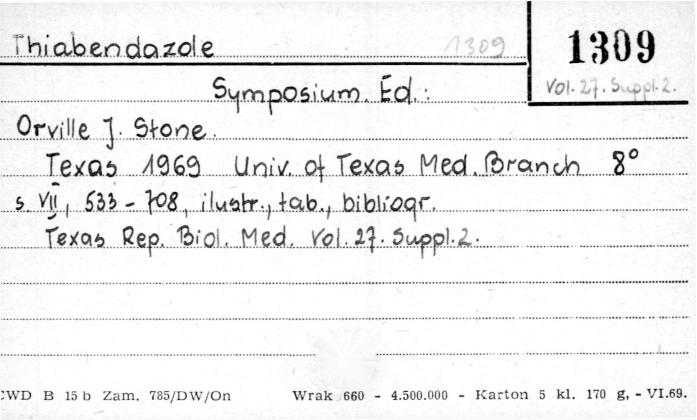 Thiabendazole 1309 1309
Vol. 27. Suppl. 2.
Symposium. Ed.:
Orville J. Stone.
Texas 1969 Univ. of Texas Med. Branch 8°
s. VII, 533 - 708, ilustr., tab., bibliogr.
Texas Rep. Biol. Med. Vol. 27. Suppl. 2.
CWD B 15 b Zam. 785/DW/On Wrak 660 - 4.500.000 - Karton 5 kl. 170 g, - VI.69.